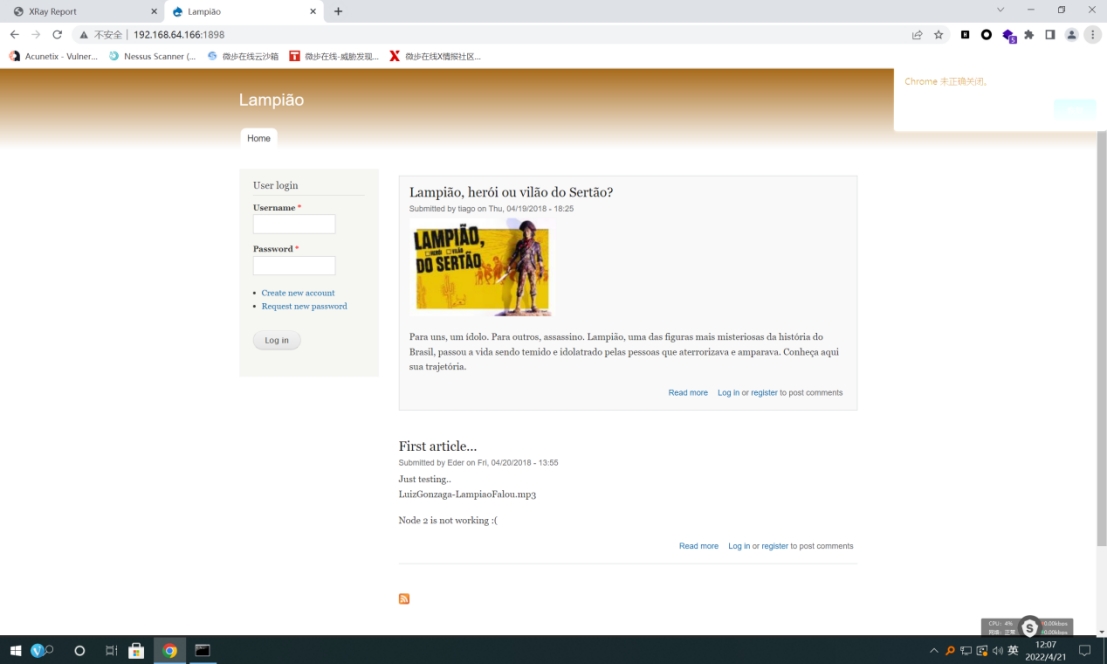 XRay Report
Lampião
不安全 | 192.168.64.166:1898
Acunetix - Vulner...
Nessus Scanner (...
微步在线云沙箱
微步在线-威胁发现...
微步在线X情报社区...
Chrome 未正确关闭。
Lampião
Home
User login
Username *
Password *
Create new account
Request new password
Log in
Lampião, herói ou vilão do Sertão?
Submitted by tiago on Thu, 04/19/2018 - 18:25
LAMPIÃO,
HERÓI VILÃO
DO SERTÃO
Para uns, um ídolo. Para outros, assassino. Lampião, uma das figuras mais misteriosas da história do
Brasil, passou a vida sendo temido e idolatrado pelas pessoas que aterrorizava e amparava. Conheça aqui
sua trajetória.
Read more Log in or register to post comments
First article...
Submitted by Eder on Fri, 04/20/2018 - 13:55
Just testing..
LuizGonzaga-LampiaoFalou.mp3
Node 2 is not working :(
Read more Log in or register to post comments
CPU: 4%
英
12:07
2022/4/21